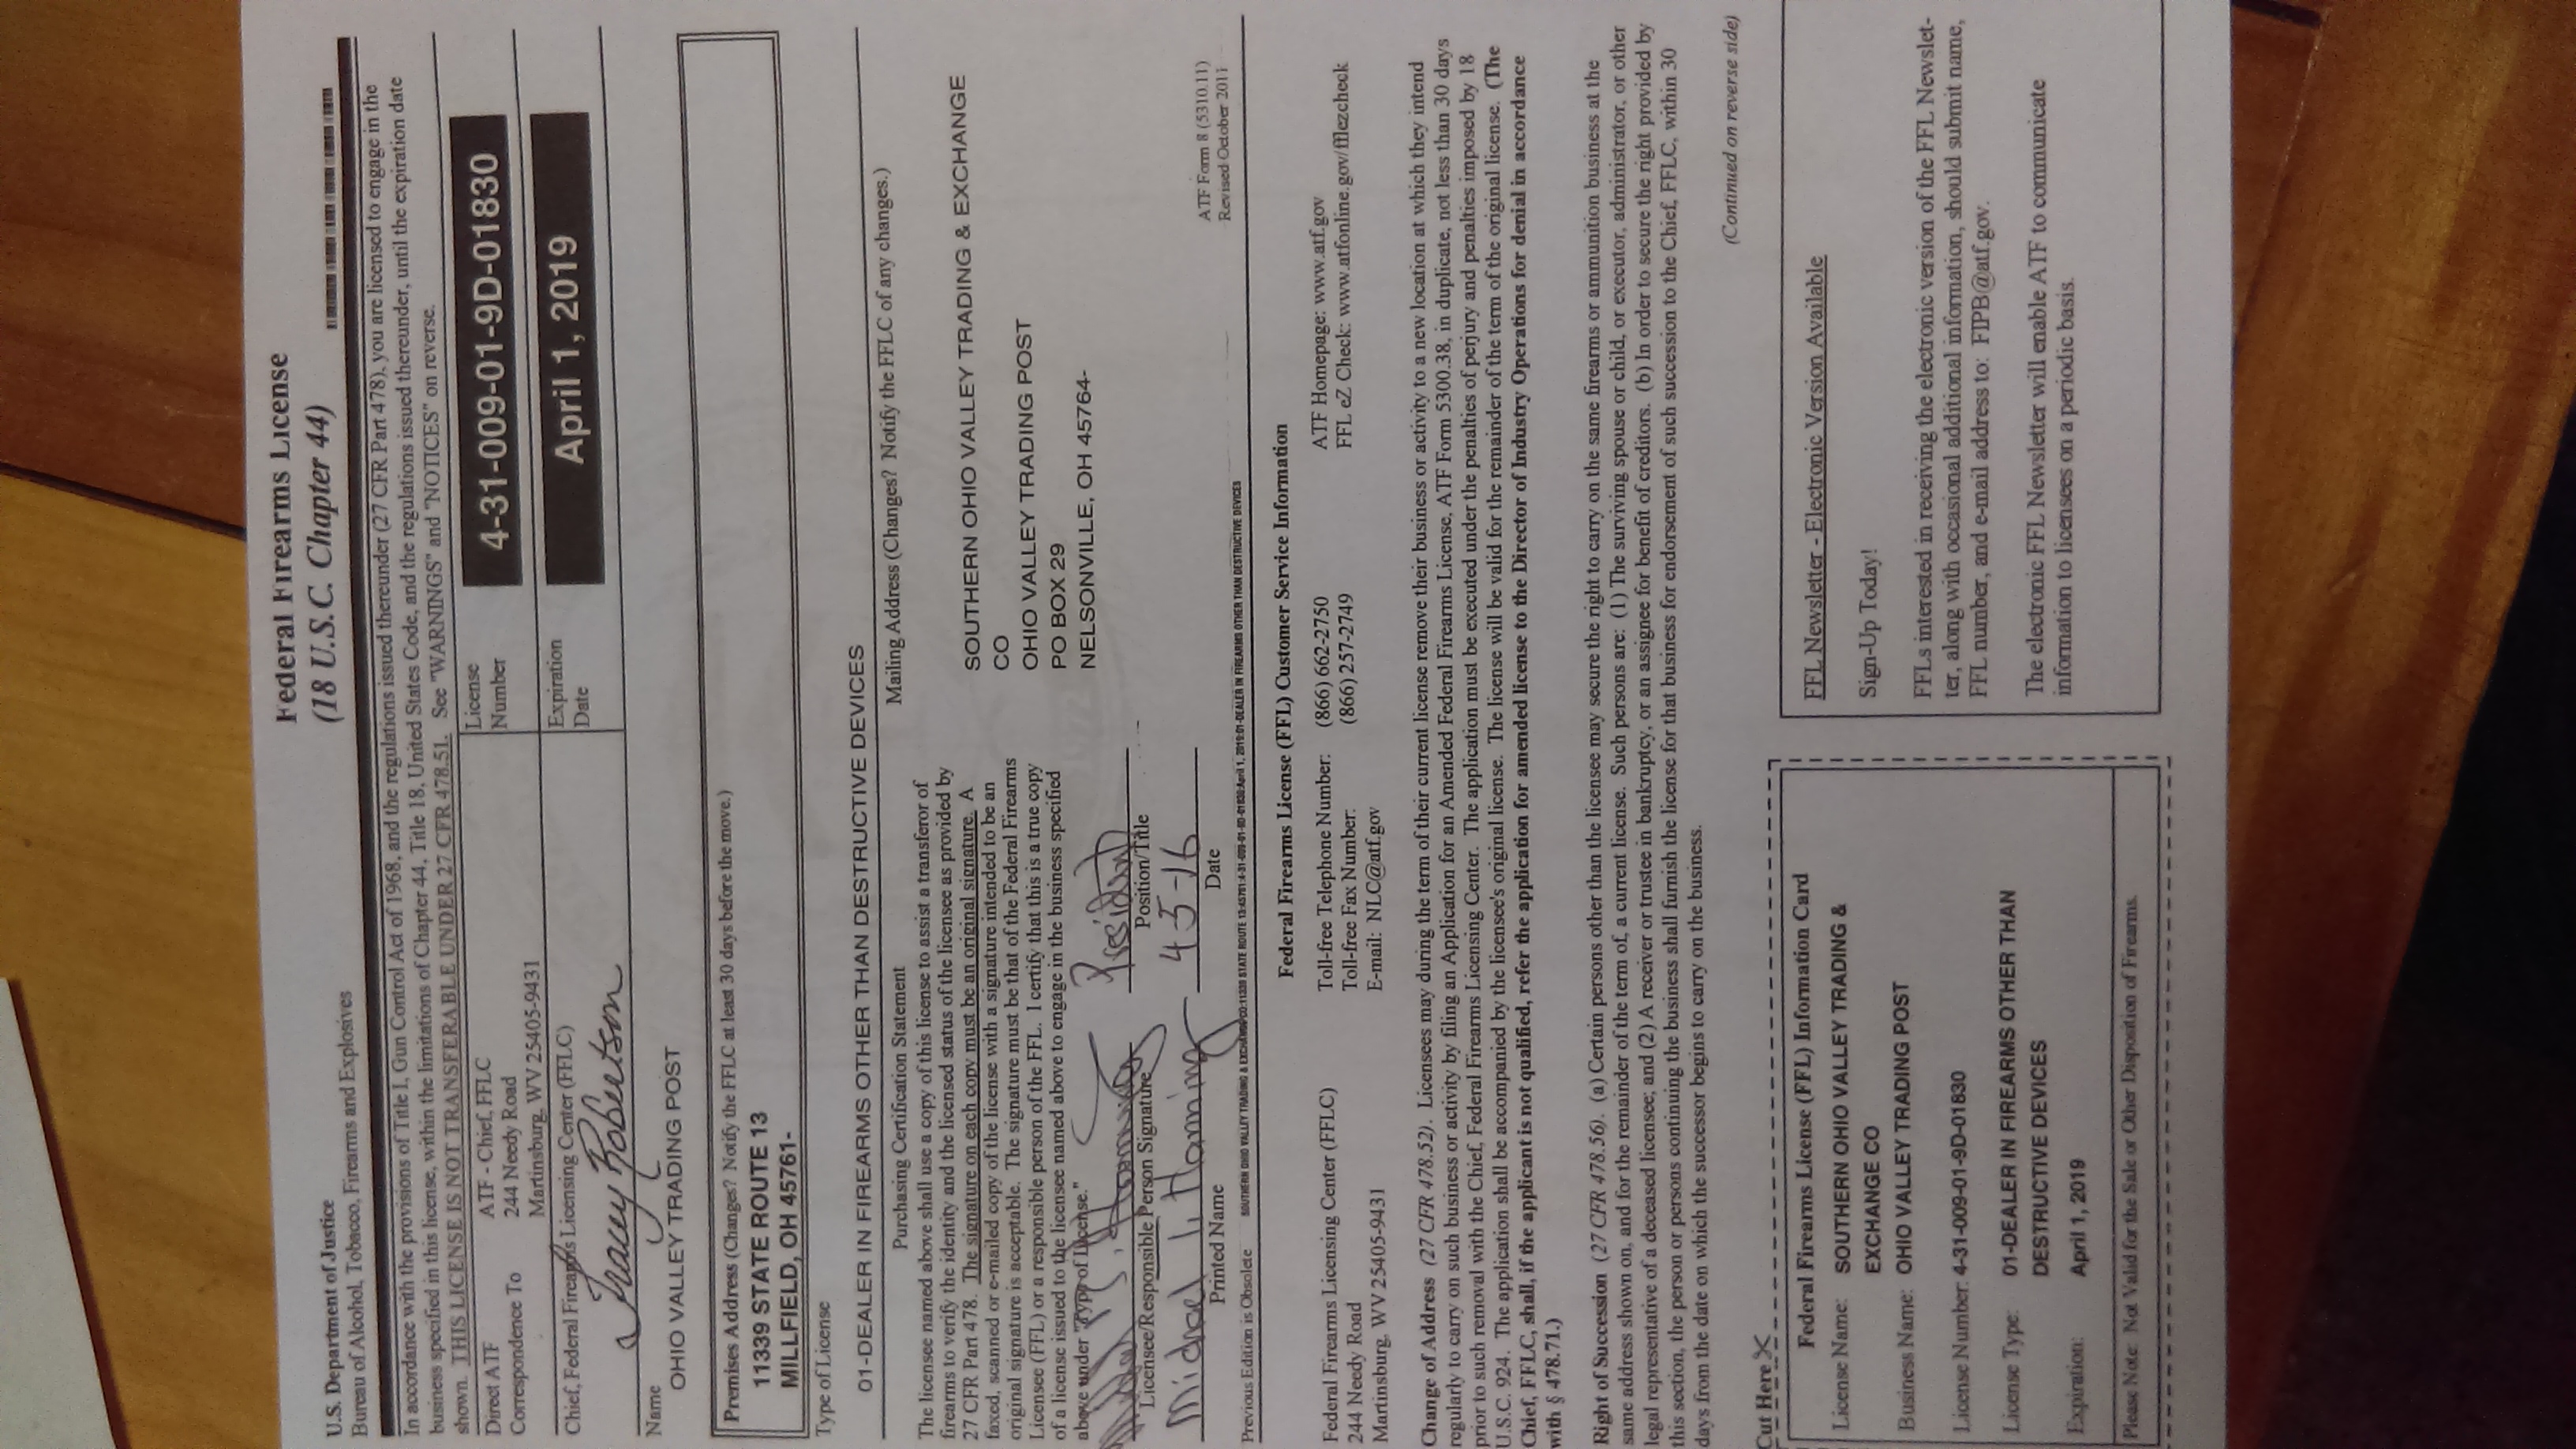 Federal Firearms License
(18 U.S.C. Chapter 44)
U.S. Department of Justice
Bureau of Alcohol, Tobacco, Firearms and Explosives
In accordance with the provisions of Title I, Gun Control Act of 1968, and the regulations issued thereunder (27 CFR Part 478), you are licensed to engage in the
business specified in this license, within the limitations of Chapter 44, Title 18, United States Code, and the regulations issued thereunder, until the expiration date
shown. THIS LICENSE IS NOT TRANSFERABLE UNDER 27 CFR 478.51. See "WARNINGS" and "NOTICES" on reverse.
Direct ATF
Correspondence To
ATF - Chief, FFLC
244 Needy Road
Martinsburg, WV 25405-9431
License
Number
4-31-009-01-9D-01830
Chief, Federal Firearms Licensing Center (FFLC)
Tracey Robertson
Expiration
Date
April 1, 2019
Name
OHIO VALLEY TRADING POST
Premises Address (Changes? Notify the FFLC at least 30 days before the move.)
11339 STATE ROUTE 13
MILLFIELD, OH 45761-
Type of License
01-DEALER IN FIREARMS OTHER THAN DESTRUCTIVE DEVICES
Purchasing Certification Statement
The licensee named above shall use a copy of this license to assist a transferor of
firearms to verify the identity and the licensed status of the licensee as provided by
27 CFR Part 478. The signature on each copy must be an original signature. A
faxed, scanned or e-mailed copy of the license with a signature intended to be an
original signature is acceptable. The signature must be that of the Federal Firearms
Licensee (FFL) or a responsible person of the FFL. I certify that this is a true copy
of a license issued to the licensee named above to engage in the business specified
above under "Type of License."
Mailing Address (Changes? Notify the FFLC of any changes.)
SOUTHERN OHIO VALLEY TRADING & EXCHANGE
CO
OHIO VALLEY TRADING POST
PO BOX 29
NELSONVILLE, OH 45764-
President
Licensee/Responsible Person Signature
Position/Title
Michael L Hanning
4-5-16
Printed Name
Date
ATF Form 8 (5310.11)
Revised October 2011
Previous Edition is Obsolete
SOUTHERN OHIO VALLEY TRADING & EXCHANGE CO:11339 STATE ROUTE 13:45761:4-31-009-01-9D-01830:April 1, 2019:01-DEALER IN FIREARMS OTHER THAN DESTRUCTIVE DEVICES
Federal Firearms License (FFL) Customer Service Information
Federal Firearms Licensing Center (FFLC)
244 Needy Road
Martinsburg, WV 25405-9431
Toll-free Telephone Number: (866) 662-2750
Toll-free Fax Number: (866) 257-2749
E-mail: NLC@atf.gov
ATF Homepage: www.atf.gov
FFL eZ Check: www.atfonline.gov/fflezcheck
Change of Address (27 CFR 478.52). Licensees may during the term of their current license remove their business or activity to a new location at which they intend
regularly to carry on such business or activity by filing an Application for an Amended Federal Firearms License, ATF Form 5300.38, in duplicate, not less than 30 days
prior to such removal with the Chief, Federal Firearms Licensing Center. The application must be executed under the penalties of perjury and penalties imposed by 18
U.S.C. 924. The application shall be accompanied by the licensee's original license. The license will be valid for the remainder of the term of the original license. (The
Chief, FFLC, shall, if the applicant is not qualified, refer the application for amended license to the Director of Industry Operations for denial in accordance
with § 478.71.)
Right of Succession (27 CFR 478.56). (a) Certain persons other than the licensee may secure the right to carry on the same firearms or ammunition business at the
same address shown on, and for the remainder of the term of, a current license. Such persons are: (1) The surviving spouse or child, or executor, administrator, or other
legal representative of a deceased licensee; and (2) A receiver or trustee in bankruptcy, or an assignee for benefit of creditors. (b) In order to secure the right provided by
this section, the person or persons continuing the business shall furnish the license for that business for endorsement of such succession to the Chief, FFLC, within 30
days from the date on which the successor begins to carry on the business.
(Continued on reverse side)
Cut Here
Federal Firearms License (FFL) Information Card
License Name: SOUTHERN OHIO VALLEY TRADING &
EXCHANGE CO
Business Name: OHIO VALLEY TRADING POST
License Number: 4-31-009-01-9D-01830
License Type: 01-DEALER IN FIREARMS OTHER THAN
DESTRUCTIVE DEVICES
Expiration: April 1, 2019
Please Note: Not Valid for the Sale or Other Disposition of Firearms.
FFL Newsletter - Electronic Version Available
Sign-Up Today!
FFLs interested in receiving the electronic version of the FFL Newslet-
ter, along with occasional additional information, should submit name,
FFL number, and e-mail address to: FIPB@atf.gov.
The electronic FFL Newsletter will enable ATF to communicate
information to licensees on a periodic basis.